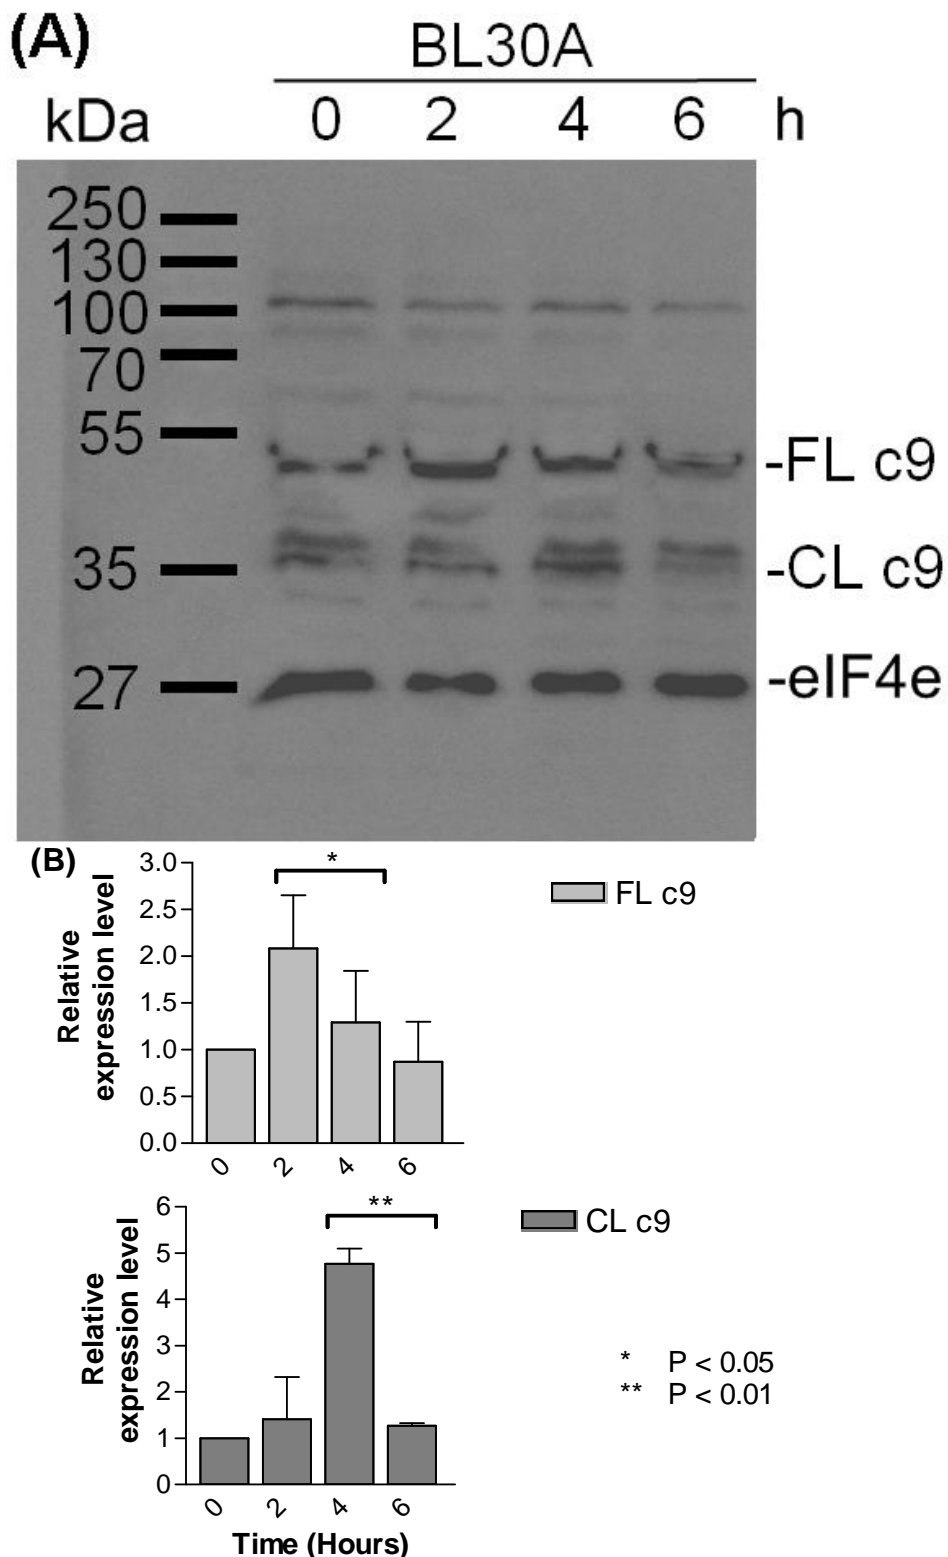 (A)
BL30A
kDa 0 2 4 6 h
250
130
100
70
55
-FL c9
35
-CL c9
27
-eIF4e
(B)
3.0
2.5
2.0
1.5
1.0
0.5
0.0
Relative
expression level
*
FL c9
0 2 4 6
6
5
4
3
2
1
0
Relative
expression level
**
CL c9
* P < 0.05
** P < 0.01
0 2 4 6
Time (Hours)